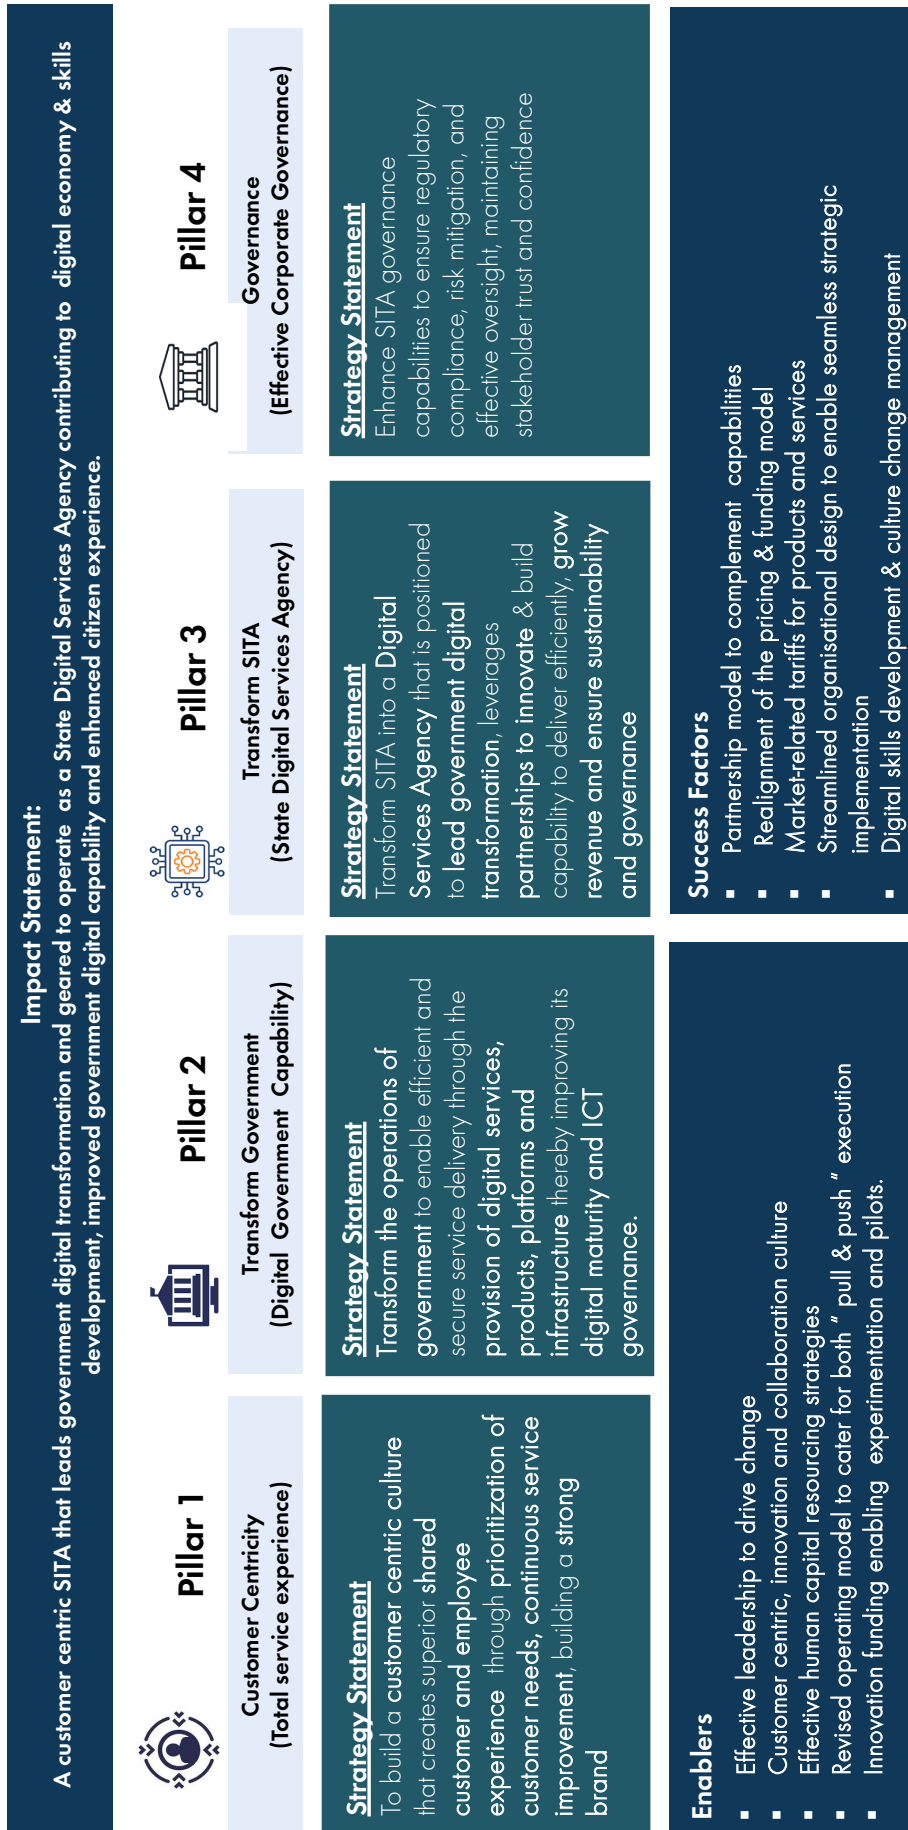 Impact Statement:
A customer centric SITA that leads government digital transformation and geared to operate as a State Digital Services Agency contributing to digital economy & skills
development, improved government digital capability and enhanced citizen experience.
Pillar 1
Customer Centricity
(Total service experience)
Strategy Statement
To build a customer centric culture
that creates superior shared
customer and employee
experience through prioritization of
customer needs, continuous service
improvement, building a strong
brand
Pillar 2
Transform Government
(Digital Government Capability)
Strategy Statement
Transform the operations of
government to enable efficient and
secure service delivery through the
provision of digital services,
products, platforms and
infrastructure thereby improving its
digital maturity and ICT
governance.
Pillar 3
Transform SITA
(State Digital Services Agency)
Strategy Statement
Transform SITA into a Digital
Services Agency that is positioned
to lead government digital
transformation, leverages
partnerships to innovate & build
capability to deliver efficiently, grow
revenue and ensure sustainability
and governance
Pillar 4
Governance
(Effective Corporate Governance)
Strategy Statement
Enhance SITA governance
capabilities to ensure regulatory
compliance, risk mitigation, and
effective oversight, maintaining
stakeholder trust and confidence
Enablers
▪ Effective leadership to drive change
▪ Customer centric, innovation and collaboration culture
▪ Effective human capital resourcing strategies
▪ Revised operating model to cater for both " pull & push " execution
▪ Innovation funding enabling experimentation and pilots.
Success Factors
▪ Partnership model to complement capabilities
▪ Realignment of the pricing & funding model
▪ Market-related tariffs for products and services
▪ Streamlined organisational design to enable seamless strategic
implementation
▪ Digital skills development & culture change management